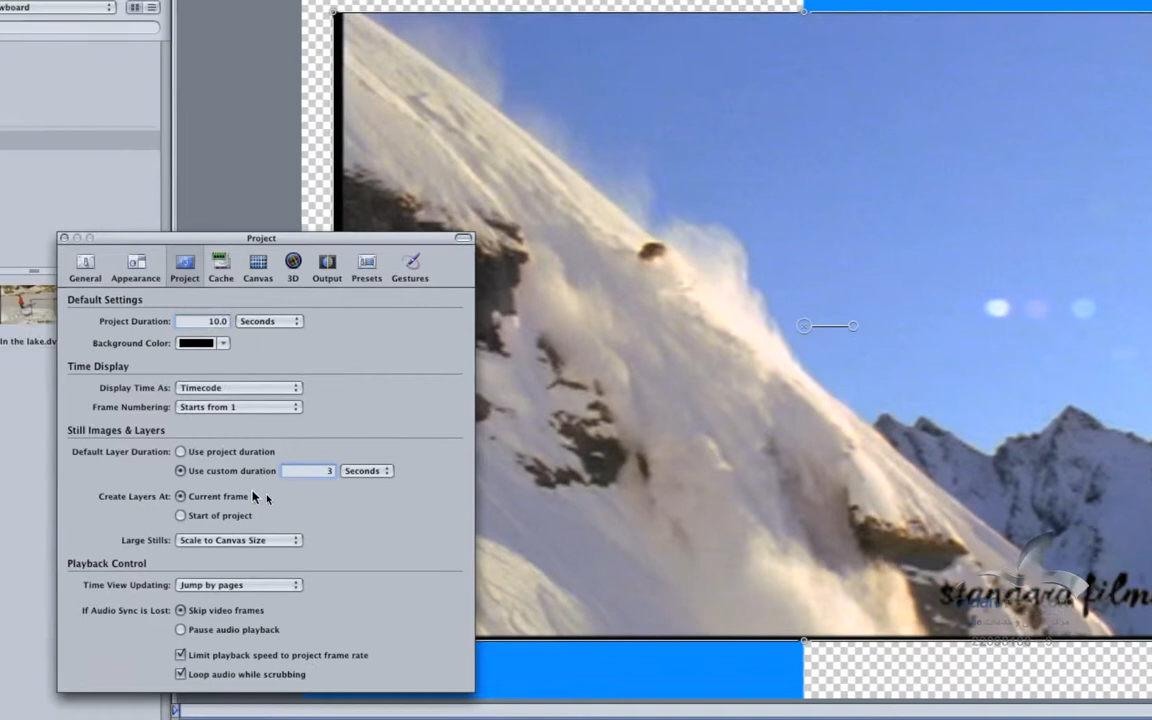 wboard
In the lake.dv
Project
General
Appearance
Project
Cache
Canvas
3D
Output
Presets
Gestures
Default Settings
Project Duration: 10.0 Seconds
Background Color:
Time Display
Display Time As: Timecode
Frame Numbering: Starts from 1
Still Images & Layers
Default Layer Duration: Use project duration
Use custom duration 3 Seconds
Create Layers At: Current frame
Start of project
Large Stills: Scale to Canvas Size
Playback Control
Time View Updating: Jump by pages
If Audio Sync is Lost: Skip video frames
Pause audio playback
Limit playback speed to project frame rate
Loop audio while scrubbing
standard film